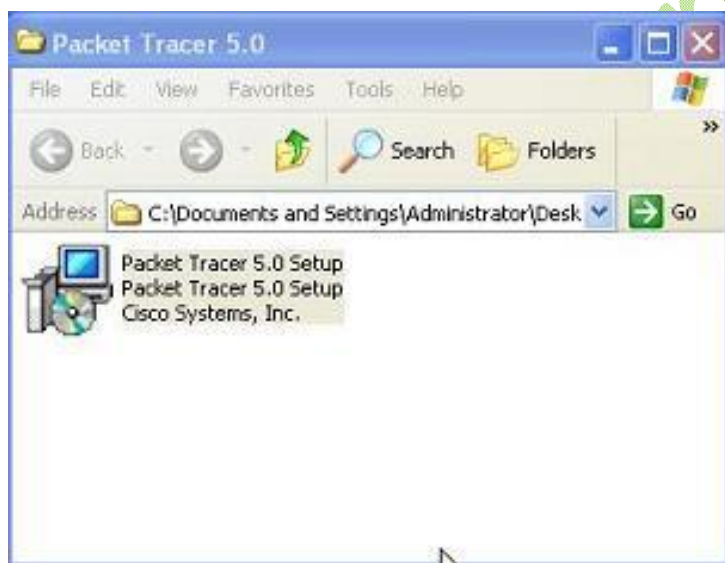 Packet Tracer 5.0
File Edit View Favorites Tools Help
Back Search Folders »
Address C:\Documents and Settings\Administrator\Desk Go
Packet Tracer 5.0 Setup
Packet Tracer 5.0 Setup
Cisco Systems, Inc.